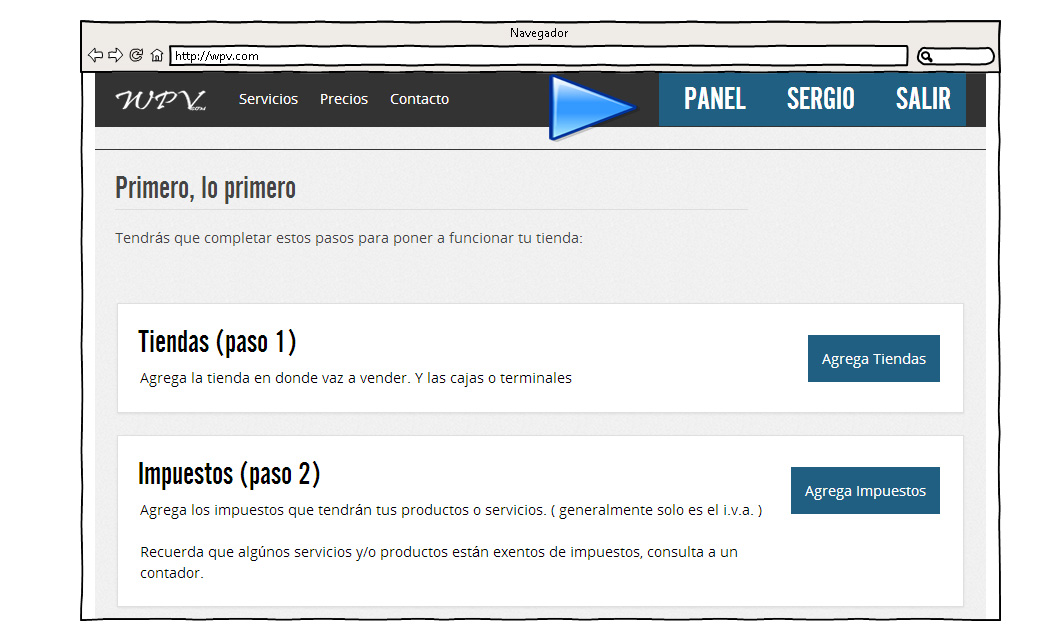 Navegador
http://wpv.com
WPV.com
Servicios Precios Contacto
PANEL SERGIO SALIR
Primero, lo primero
Tendrás que completar estos pasos para poner a funcionar tu tienda:
Tiendas (paso 1)
Agrega la tienda en donde vaz a vender. Y las cajas o terminales
Agrega Tiendas
Impuestos (paso 2)
Agrega los impuestos que tendrán tus productos o servicios. ( generalmente solo es el i.v.a. )
Agrega Impuestos
Recuerda que algúnos servicios y/o productos están exentos de impuestos, consulta a un
contador.